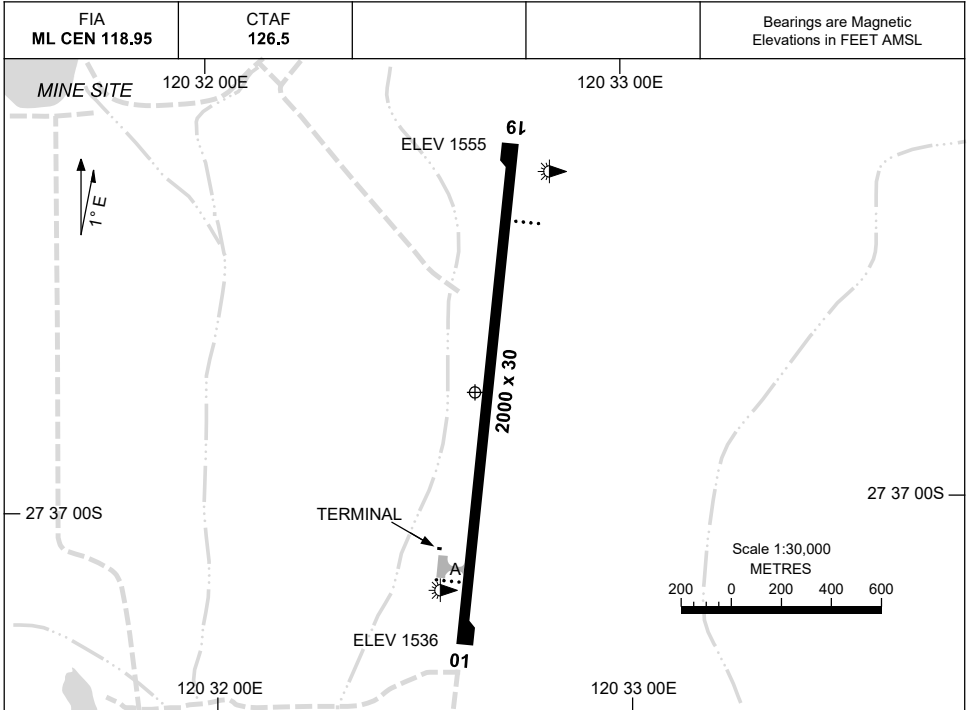 FIA
ML CEN 118.95
CTAF
126.5
Bearings are Magnetic
Elevations in FEET AMSL
MINE SITE
120 32 00E
120 33 00E
19
ELEV 1555
1° E
2000 x 30
27 37 00S
27 37 00S
TERMINAL
A
Scale 1:30,000
METRES
200 0 200 400 600
ELEV 1536
01
120 32 00E
120 33 00E